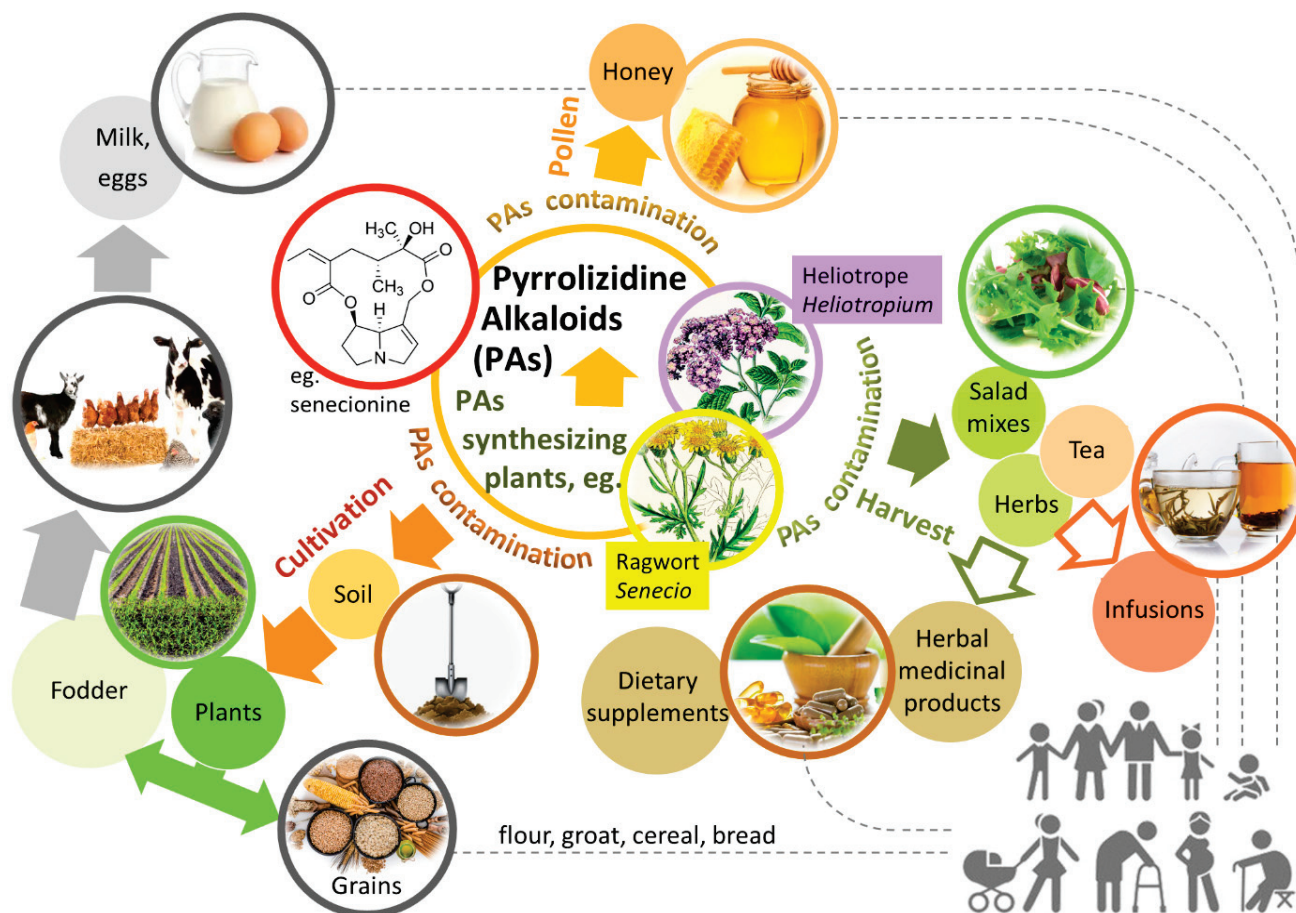 Milk,
eggs
Honey
Pollen
PAs contamination
H₃C
OH
O
O
CH₃
O
O
H
N
eg.
senecionine
Pyrrolizidine
Alkaloids
(PAs)
PAs
synthesizing
plants, eg.
Heliotrope
Heliotropium
Ragwort
Senecio
PAs contamination
Harvest
Salad
mixes
Tea
Herbs
Infusions
Herbal
medicinal
products
Dietary
supplements
PAs contamination
Cultivation
Soil
Fodder
Plants
Grains
flour, groat, cereal, bread